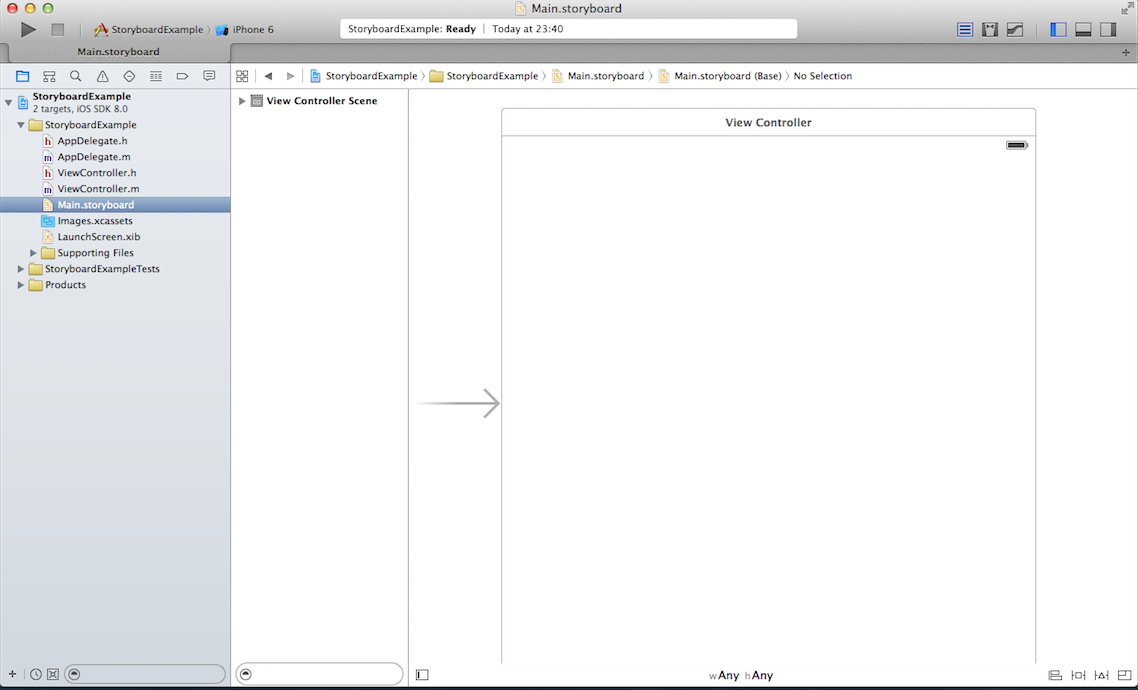 Main.storyboard
StoryboardExample iPhone 6
StoryboardExample: Ready Today at 23:40
Main.storyboard
StoryboardExample StoryboardExample Main.storyboard Main.storyboard (Base) No Selection
StoryboardExample
2 targets, iOS SDK 8.0
StoryboardExample
h AppDelegate.h
m AppDelegate.m
h ViewController.h
m ViewController.m
Main.storyboard
Images.xcassets
LaunchScreen.xib
Supporting Files
StoryboardExampleTests
Products
View Controller Scene
View Controller
wAny hAny